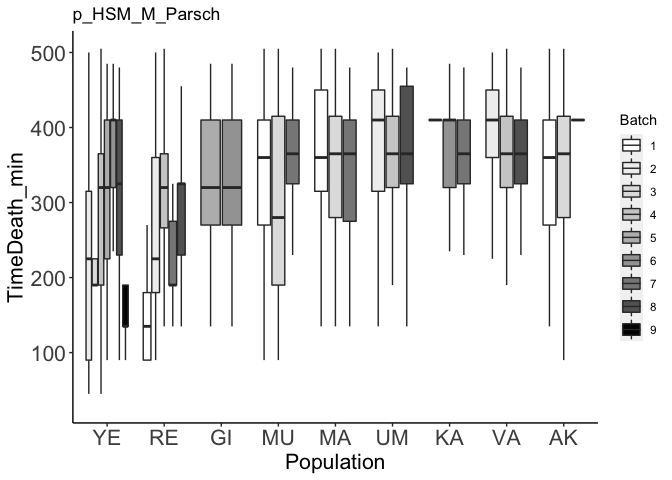 p_HSM_M_Parsch
TimeDeath_min
500
400
300
200
100
YE RE GI MU MA UM KA VA AK
Population
Batch
1
2
3
4
5
6
7
8
9